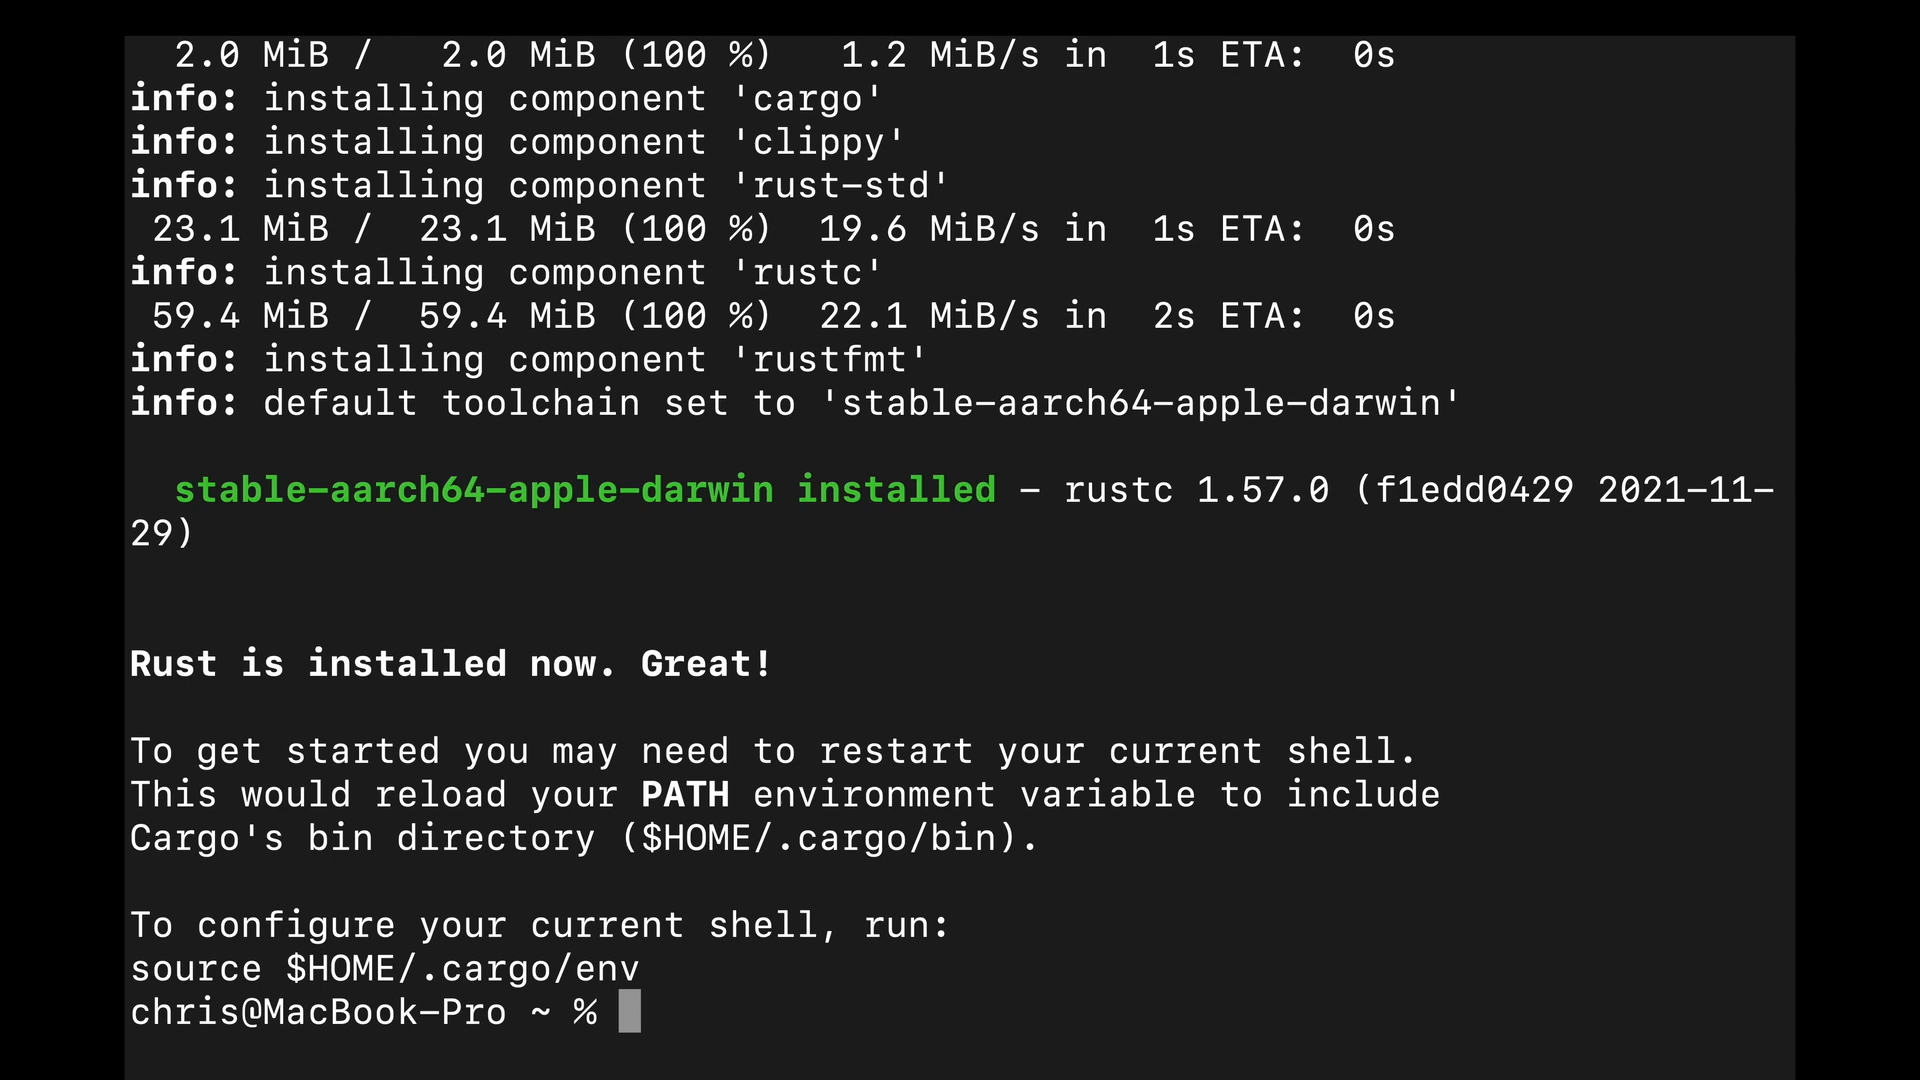 2.0 MiB /   2.0 MiB (100 %)   1.2 MiB/s in  1s ETA:  0s
info: installing component 'cargo'
info: installing component 'clippy'
info: installing component 'rust-std'
 23.1 MiB /  23.1 MiB (100 %)  19.6 MiB/s in  1s ETA:  0s
info: installing component 'rustc'
 59.4 MiB /  59.4 MiB (100 %)  22.1 MiB/s in  2s ETA:  0s
info: installing component 'rustfmt'
info: default toolchain set to 'stable-aarch64-apple-darwin'
  stable-aarch64-apple-darwin installed - rustc 1.57.0 (f1edd0429 2021-11-
29)
Rust is installed now. Great!
To get started you may need to restart your current shell.
This would reload your PATH environment variable to include
Cargo's bin directory ($HOME/.cargo/bin).
To configure your current shell, run:
source $HOME/.cargo/env
chris@MacBook-Pro ~ %